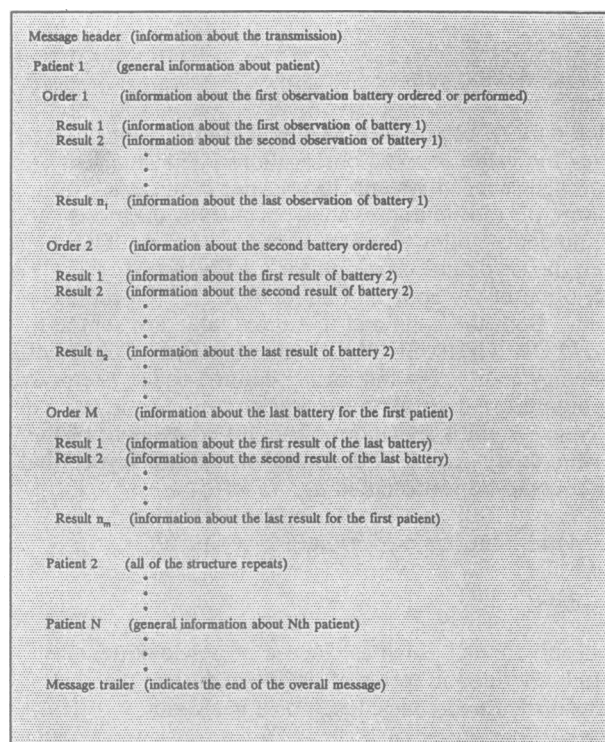 Message header (information about the transmission)
Patient 1 (general information about patient)
Order 1 (information about the first observation battery ordered or performed)
Result 1 (information about the first observation of battery 1)
Result 2 (information about the second observation of battery 1)
Result n₁ (information about the last observation of battery 1)
Order 2 (information about the second battery ordered)
Result 1 (information about the first result of battery 2)
Result 2 (information about the second result of battery 2)
Result n₂ (information about the last result of battery 2)
Order M (information about the last battery for the first patient)
Result 1 (information about the first result of the last battery)
Result 2 (information about the second result of the last battery)
Result nₘ (information about the last result for the first patient)
Patient 2 (all of the structure repeats)
Patient N (general information about Nth patient)
Message trailer (indicates the end of the overall message)